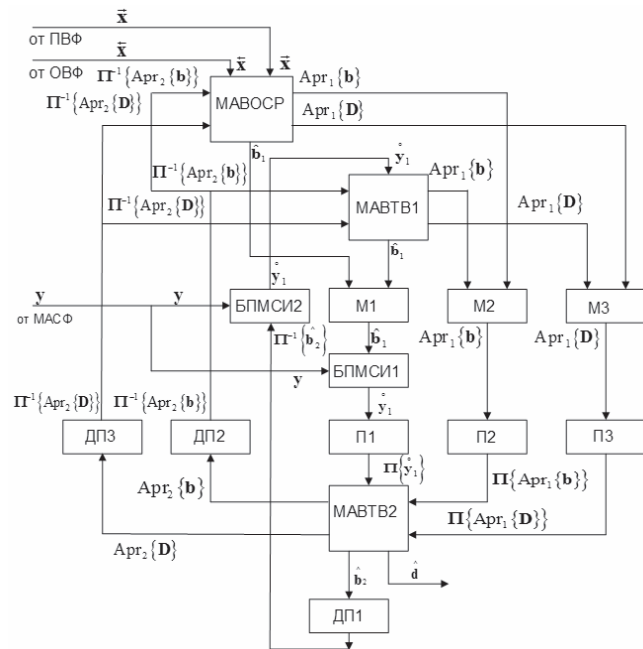 x⃗
от ПВФ
x⃖
от ОВФ
x⃖
x⃗
Π⁻¹{Apr₂{b}}
Π⁻¹{Apr₂{D}}
МАВОСР
Apr₁{b}
Apr₁{D}
b̂₁
ẙ₁
Π⁻¹{Apr₂{b}}
Π⁻¹{Apr₂{D}}
МАВТВ1
Apr₁{b}
Apr₁{D}
b̂₁
ẙ₁
y
y
от МАСФ
БПМСИ2
М1
М2
М3
Π⁻¹{b̂₂}
b̂₁
Apr₁{b}
Apr₁{D}
y
БПМСИ1
Π⁻¹{Apr₂{D}}
Π⁻¹{Apr₂{b}}
ẙ₁
ДП3
ДП2
П1
П2
П3
Apr₂{b}
Π{ẙ₁}
Π{Apr₁{b}}
МАВТВ2
Π{Apr₁{D}}
Apr₂{D}
b̂₂
d̂
ДП1